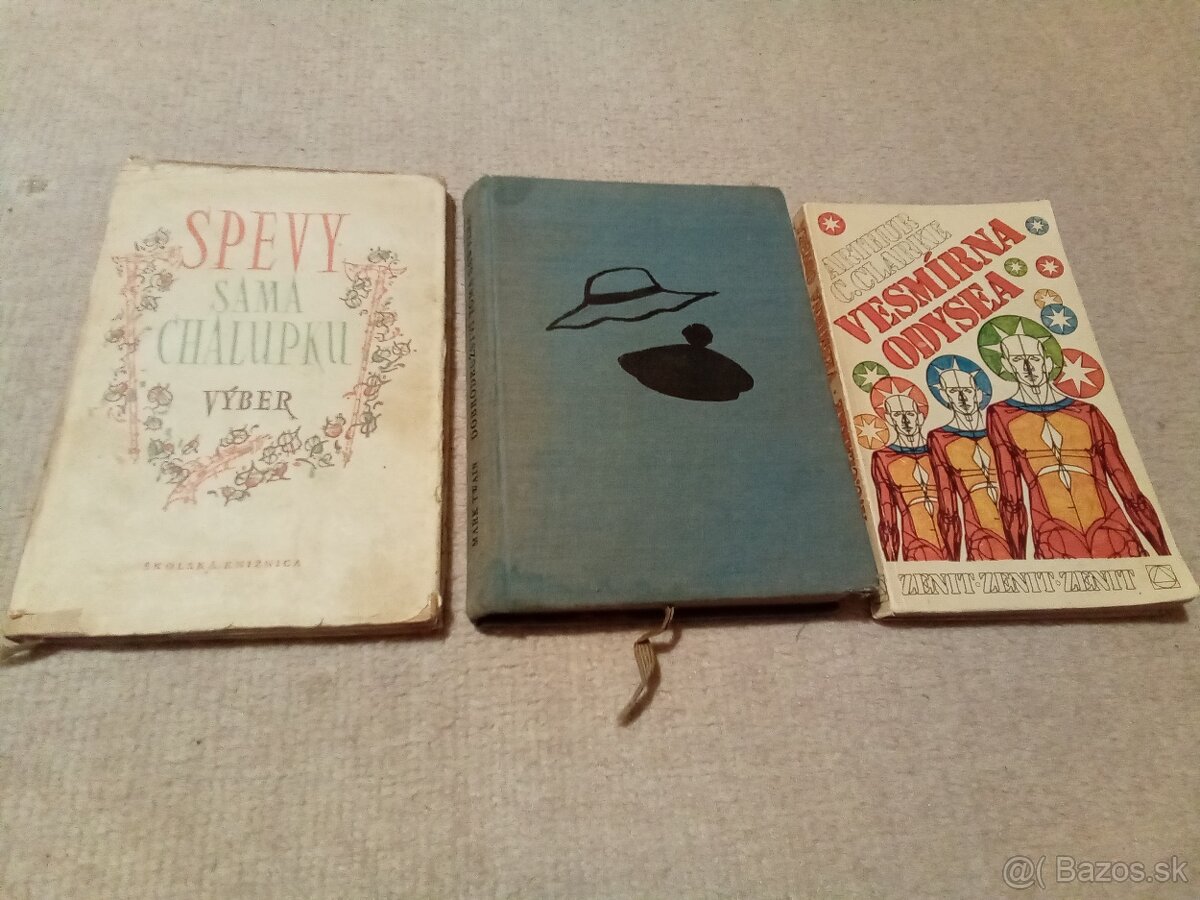 SPEVY
SAMA
CHALUPKU
VÝBER
ŠKOLSKÁ KNIŽNICA
MARK TWAIN
ARTHUR
C. CLARKE
VESMÍRNA
ODYSEA
ZENIT · ZENIT · ZENIT
@( Bazos.sk